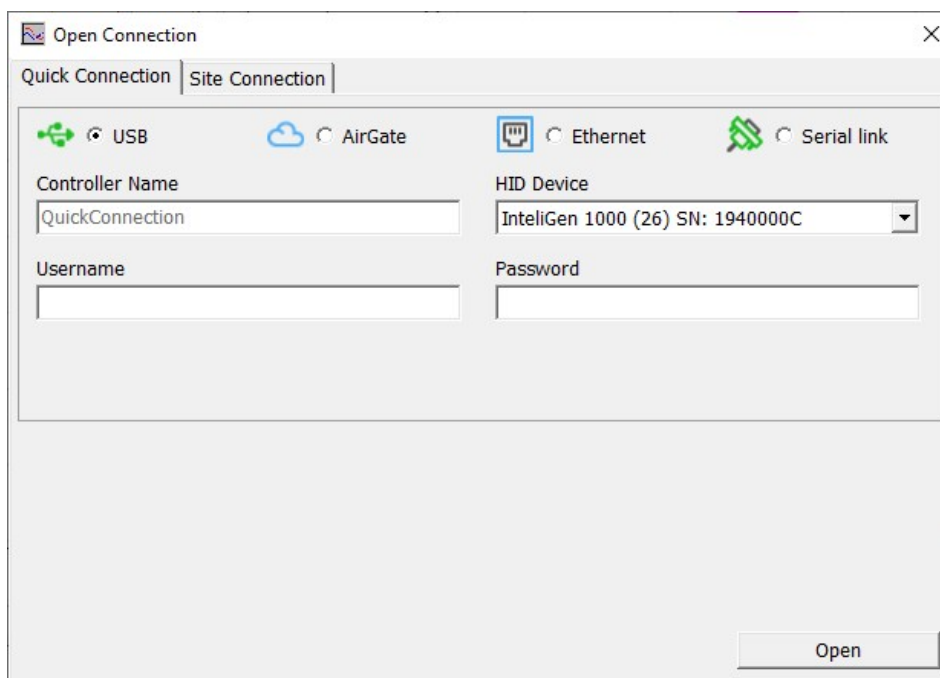 Open Connection
Quick Connection Site Connection
USB AirGate Ethernet Serial link
Controller Name HID Device
QuickConnection InteliGen 1000 (26) SN: 1940000C
Username Password
Open